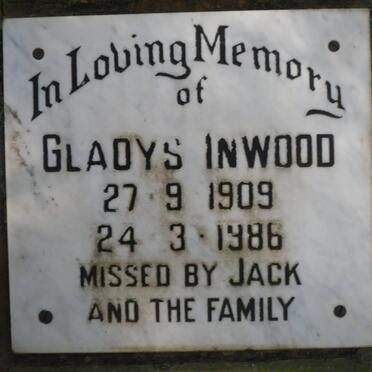 In Loving Memory
of
GLADYS INWOOD
27 · 9 · 1909
24 · 3 · 1986
MISSED BY JACK
AND THE FAMILY